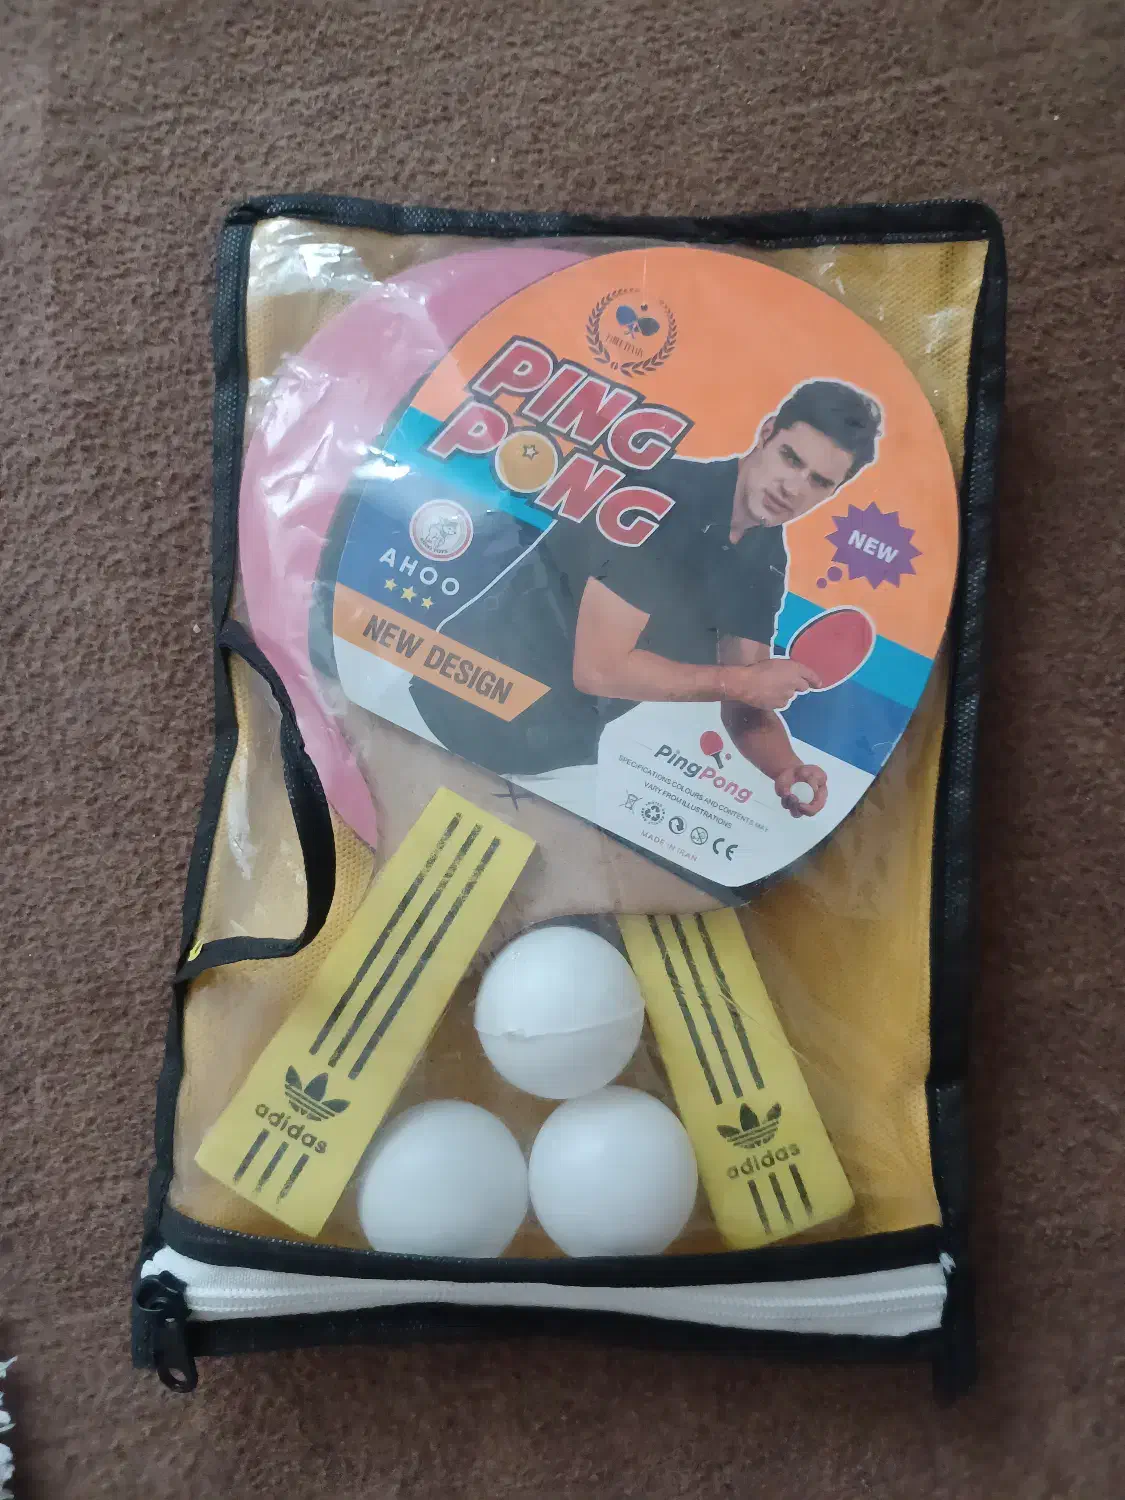 PING
PONG
NEW
AHOO
NEW DESIGN
PingPong
SPECIFICATIONS COLOURS AND CONTENTS MAY
VARY FROM ILLUSTRATIONS
CE
MADE IN IRAN
adidas
adidas